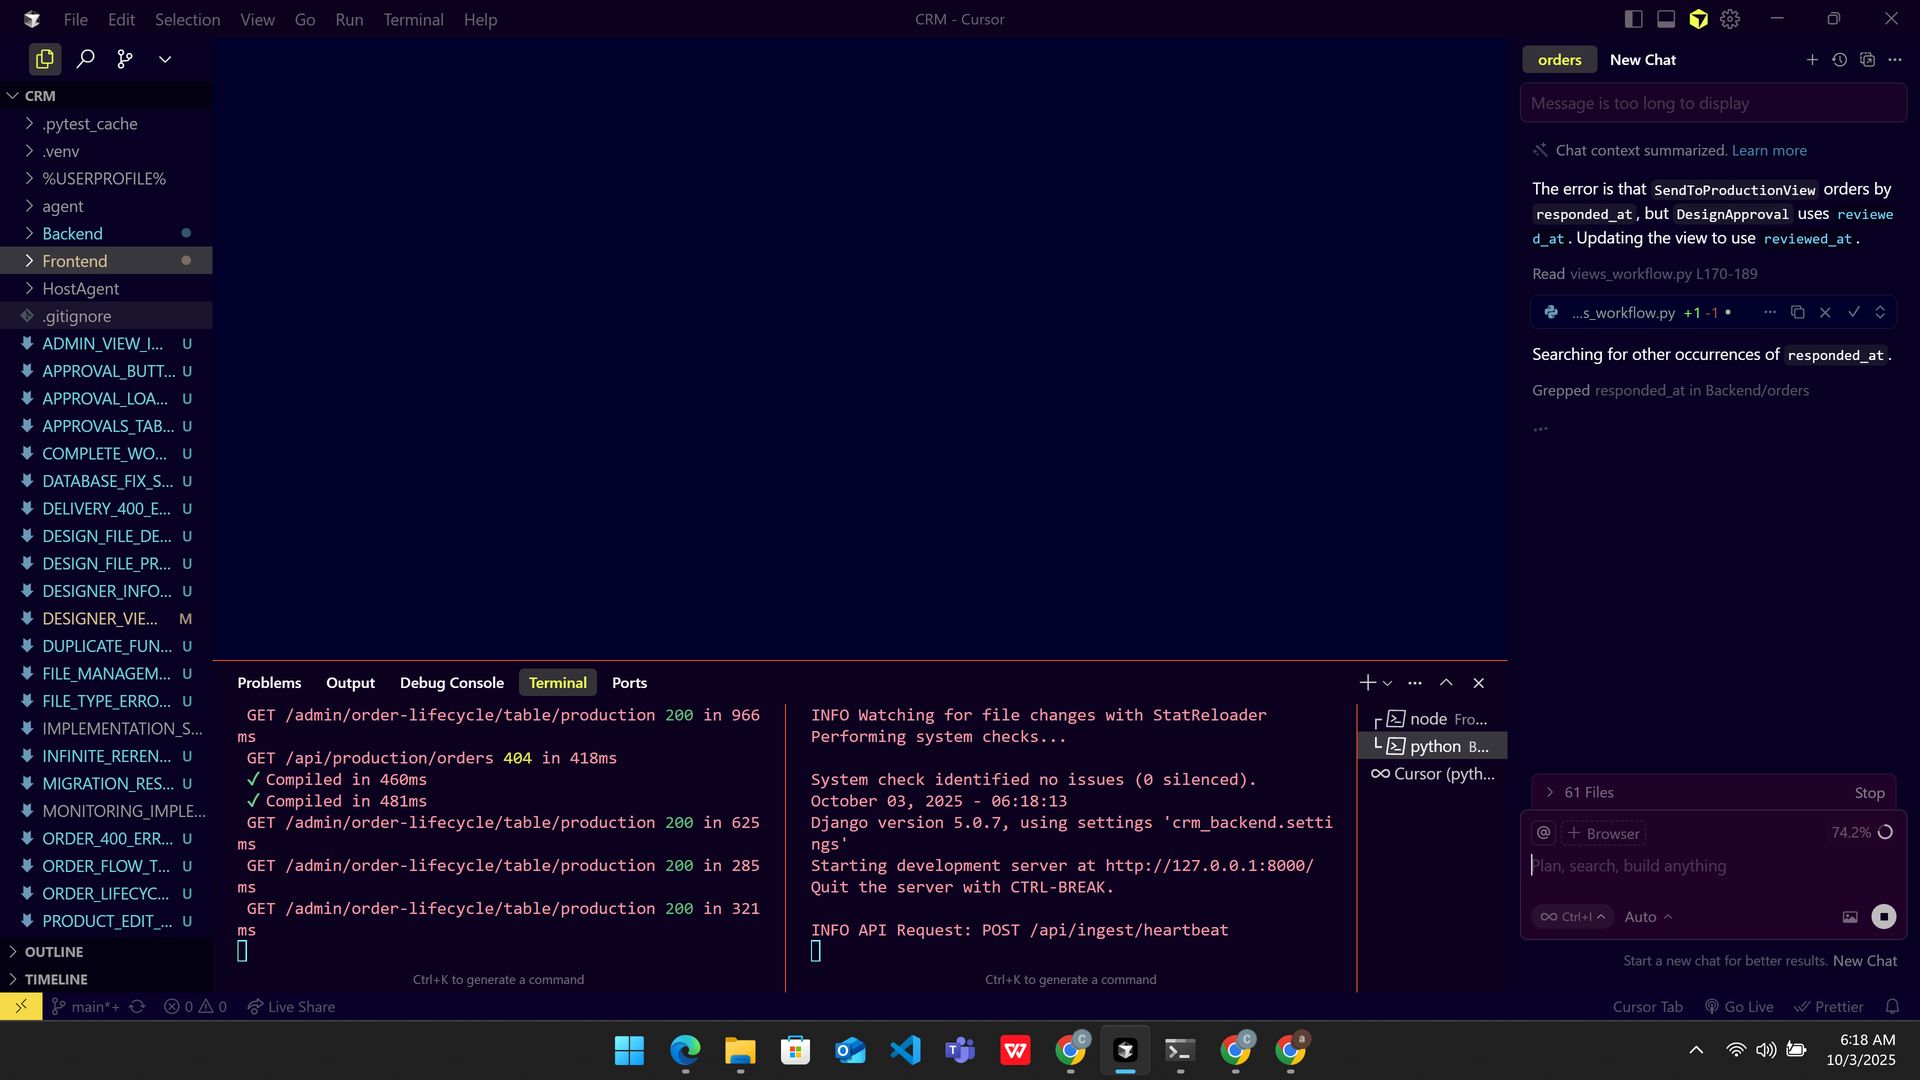 File Edit Selection View Go Run Terminal Help
CRM - Cursor
CRM
.pytest_cache
.venv
%USERPROFILE%
agent
Backend
Frontend
HostAgent
.gitignore
ADMIN_VIEW_I... U
APPROVAL_BUTT... U
APPROVAL_LOA... U
APPROVALS_TAB... U
COMPLETE_WO... U
DATABASE_FIX_S... U
DELIVERY_400_E... U
DESIGN_FILE_DE... U
DESIGN_FILE_PR... U
DESIGNER_INFO... U
DESIGNER_VIE... M
DUPLICATE_FUN... U
FILE_MANAGEM... U
FILE_TYPE_ERRO... U
IMPLEMENTATION_S...
INFINITE_REREN... U
MIGRATION_RES... U
MONITORING_IMPLE...
ORDER_400_ERR... U
ORDER_FLOW_T... U
ORDER_LIFECYC... U
PRODUCT_EDIT_... U
OUTLINE
TIMELINE
Problems Output Debug Console Terminal Ports
GET /admin/order-lifecycle/table/production 200 in 966
ms
GET /api/production/orders 404 in 418ms
✓ Compiled in 460ms
✓ Compiled in 481ms
GET /admin/order-lifecycle/table/production 200 in 625
ms
GET /admin/order-lifecycle/table/production 200 in 285
ms
GET /admin/order-lifecycle/table/production 200 in 321
ms
Ctrl+K to generate a command
INFO Watching for file changes with StatReloader
Performing system checks...
System check identified no issues (0 silenced).
October 03, 2025 - 06:18:13
Django version 5.0.7, using settings 'crm_backend.setti
ngs'
Starting development server at http://127.0.0.1:8000/
Quit the server with CTRL-BREAK.
INFO API Request: POST /api/ingest/heartbeat
Ctrl+K to generate a command
node Fro...
python B...
Cursor (pyth...
orders New Chat
Message is too long to display
Chat context summarized. Learn more
The error is that SendToProductionView orders by
responded_at, but DesignApproval uses reviewe
d_at. Updating the view to use reviewed_at.
Read views_workflow.py L170-189
...s_workflow.py +1 -1 •
Searching for other occurrences of responded_at.
Grepped responded_at in Backend/orders
...
61 Files Stop
@ + Browser 74.2%
Plan, search, build anything
Ctrl+I Auto
Start a new chat for better results. New Chat
main*+ 0 0 Live Share
Cursor Tab Go Live Prettier
6:18 AM
10/3/2025